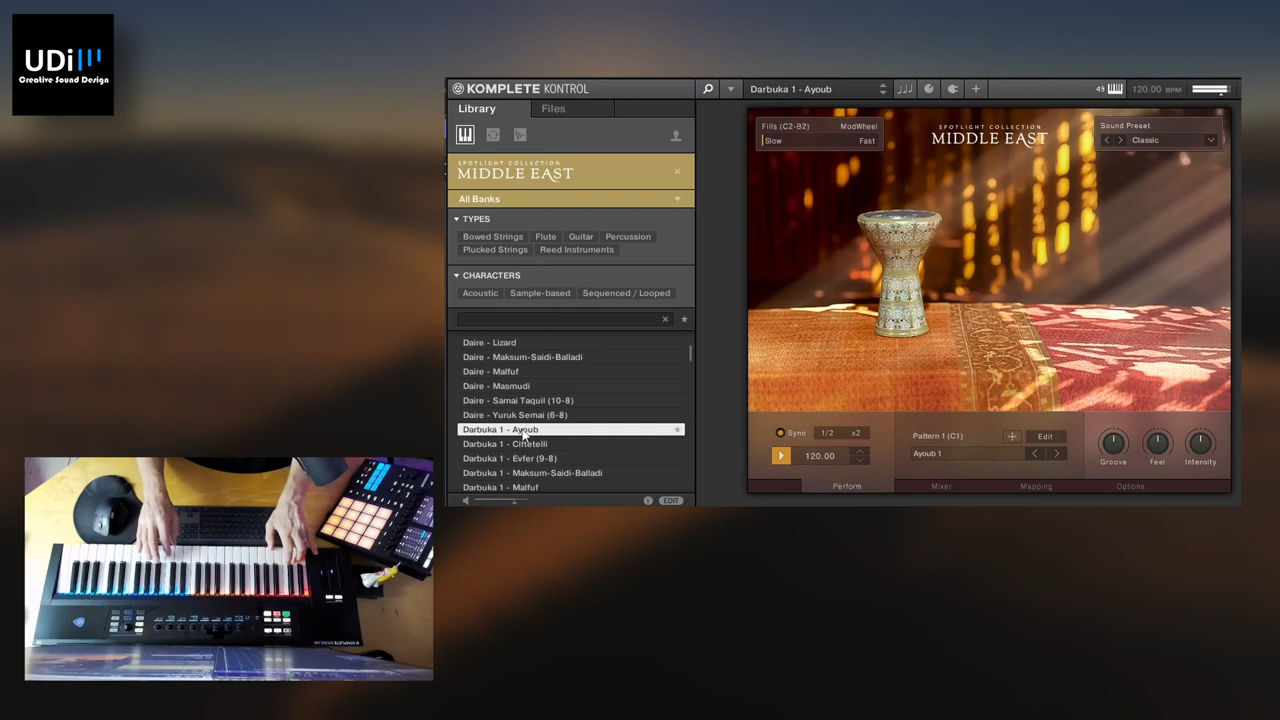 UDi
Creative Sound Design
KOMPLETE KONTROL
Darbuka 1 - Ayoub
49
120.00 BPM
Library
Files
SPOTLIGHT COLLECTION
MIDDLE EAST
All Banks
TYPES
Bowed Strings
Flute
Guitar
Percussion
Plucked Strings
Reed Instruments
CHARACTERS
Acoustic
Sample-based
Sequenced / Looped
Daire - Lizard
Daire - Maksum-Saidi-Balladi
Daire - Malfuf
Daire - Masmudi
Daire - Samai Taquil (10-8)
Daire - Yuruk Semai (6-8)
Darbuka 1 - Ayoub
Darbuka 1 - Ciftetelli
Darbuka 1 - Evfer (9-8)
Darbuka 1 - Maksum-Saidi-Balladi
Darbuka 1 - Malfuf
EDIT
Fills (C2-B2)
ModWheel
Slow
Fast
SPOTLIGHT COLLECTION
MIDDLE EAST
Sound Preset
Classic
Sync
1/2
x2
120.00
Pattern 1 (C1)
Edit
Ayoub 1
Groove
Feel
Intensity
Perform
Mixer
Mapping
Options